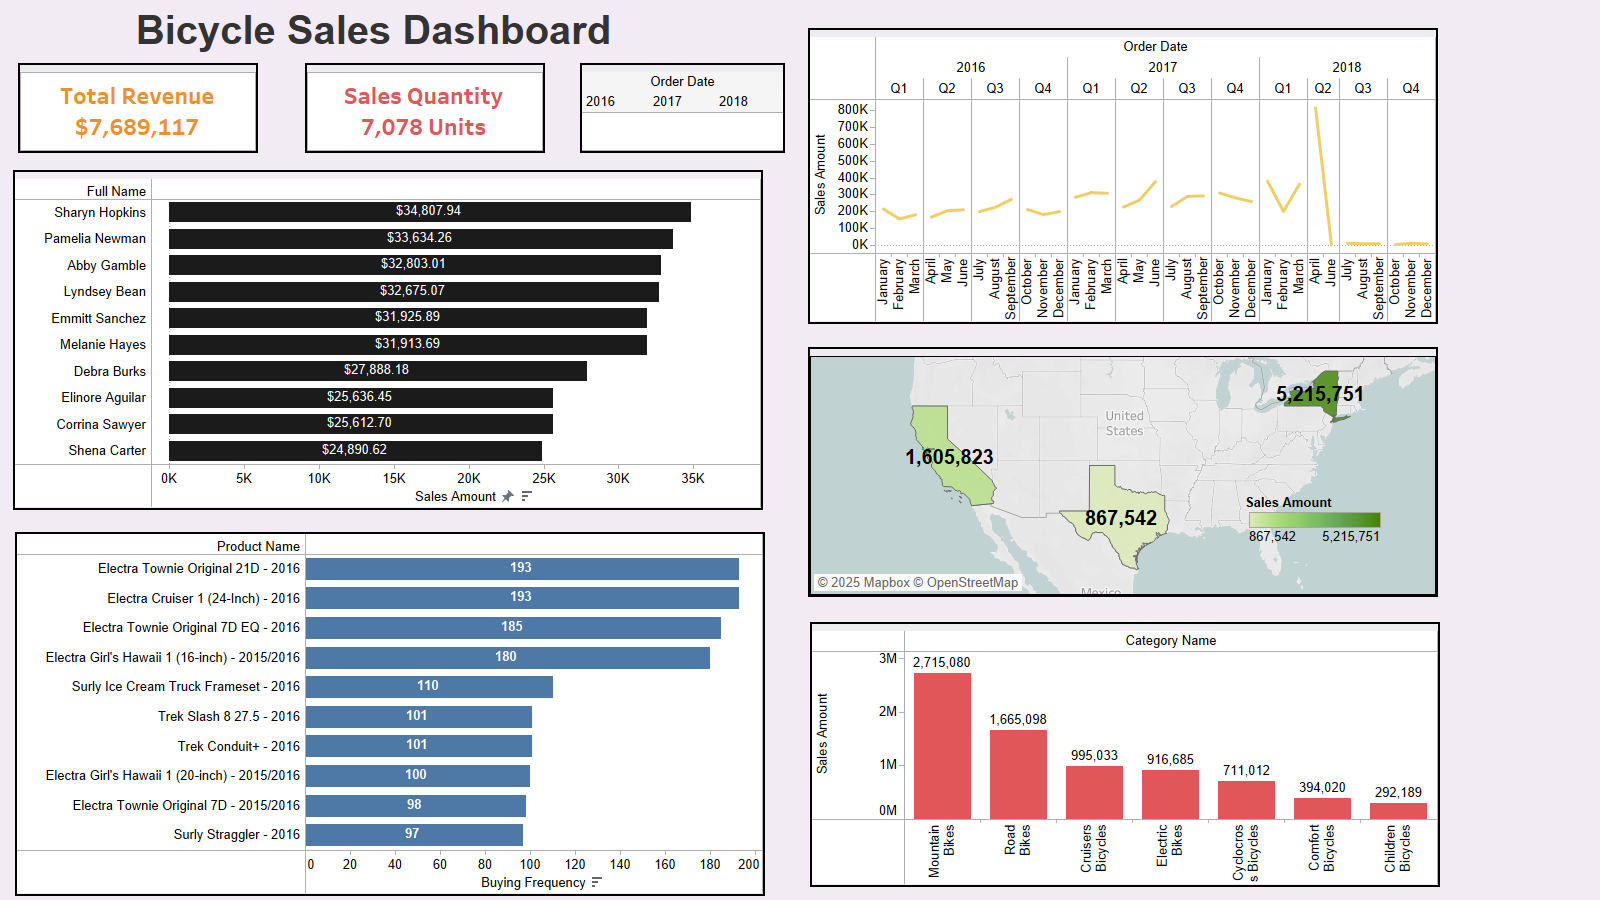 Bicycle Sales Dashboard
Total Revenue
$7,689,117
Sales Quantity
7,078 Units
Order Date
2016 2017 2018
Full Name
Sharyn Hopkins $34,807.94
Pamelia Newman $33,634.26
Abby Gamble $32,803.01
Lyndsey Bean $32,675.07
Emmitt Sanchez $31,925.89
Melanie Hayes $31,913.69
Debra Burks $27,888.18
Elinore Aguilar $25,636.45
Corrina Sawyer $25,612.70
Shena Carter $24,890.62
0K 5K 10K 15K 20K 25K 30K 35K
Sales Amount
Product Name
Electra Townie Original 21D - 2016 193
Electra Cruiser 1 (24-Inch) - 2016 193
Electra Townie Original 7D EQ - 2016 185
Electra Girl's Hawaii 1 (16-inch) - 2015/2016 180
Surly Ice Cream Truck Frameset - 2016 110
Trek Slash 8 27.5 - 2016 101
Trek Conduit+ - 2016 101
Electra Girl's Hawaii 1 (20-inch) - 2015/2016 100
Electra Townie Original 7D - 2015/2016 98
Surly Straggler - 2016 97
0 20 40 60 80 100 120 140 160 180 200
Buying Frequency
Order Date
2016 2017 2018
Q1 Q2 Q3 Q4 Q1 Q2 Q3 Q4 Q1 Q2 Q3 Q4
Sales Amount
800K
700K
600K
500K
400K
300K
200K
100K
0K
January February March April May June July August September October November December January February March April May June July August September October November December January February March April June July August September October November December
5,215,751
United
States
1,605,823
867,542
Sales Amount
867,542 5,215,751
© 2025 Mapbox © OpenStreetMap
Mexico
Category Name
Sales Amount
3M
2M
1M
0M
2,715,080
1,665,098
995,033
916,685
711,012
394,020
292,189
Mountain
Bikes
Road
Bikes
Cruisers
Bicycles
Electric
Bikes
Cyclocros
s Bicycles
Comfort
Bicycles
Children
Bicycles